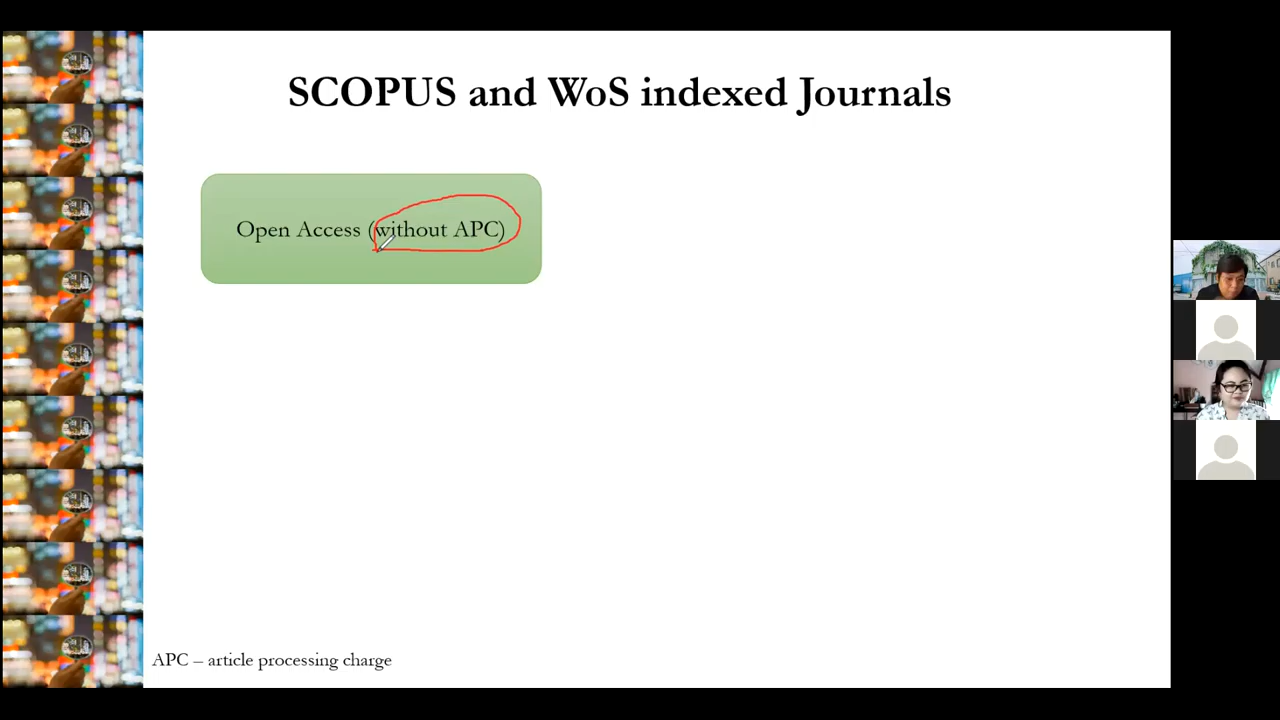 SCOPUS and WoS indexed Journals
Open Access (without APC)
APC – article processing charge